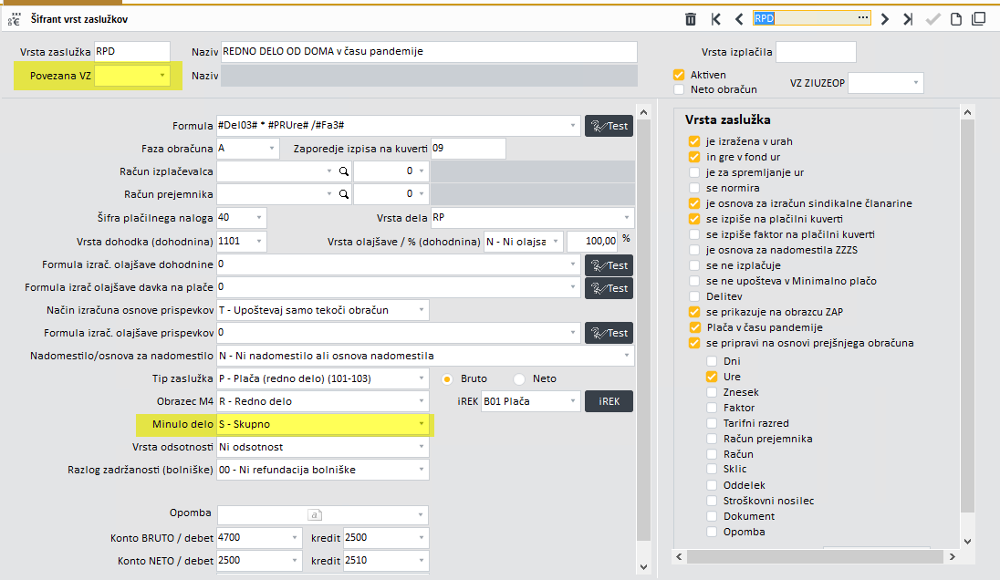 Šifrant vrst zaslužkov
RPD ...
Vrsta zaslužka RPD Naziv REDNO DELO OD DOMA v času pandemije Vrsta izplačila
Povezana VZ Naziv
Aktiven
Neto obračun VZ ZIUZEOP
Formula #Del03# * #PRUre# /#Fa3# Test
Faza obračuna A Zaporedje izpisa na kuverti 09
Račun izplačevalca 0
Račun prejemnika 0
Šifra plačilnega naloga 40 Vrsta dela RP
Vrsta dohodka (dohodnina) 1101 Vrsta olajšave / % (dohodnina) N - Ni olajsa 100,00 %
Formula izrač. olajšave dohodnine 0 Test
Formula izrač olajšave davka na plače 0 Test
Način izračuna osnove prispevkov T - Upoštevaj samo tekoči obračun
Formula izrač. olajšave prispevkov 0 Test
Nadomestilo/osnova za nadomestilo N - Ni nadomestilo ali osnova nadomestila
Tip zaslužka P - Plača (redno delo) (101-103) Bruto Neto
Obrazec M4 R - Redno delo iREK B01 Plača iREK
Minulo delo S - Skupno
Vrsta odsotnosti Ni odsotnost
Razlog zadržanosti (bolniške) 00 - Ni refundacija bolniške
Opomba a
Konto BRUTO / debet 4700 kredit 2500
Konto NETO / debet 2500 kredit 2510
Vrsta zaslužka
je izražena v urah
in gre v fond ur
je za spremljanje ur
se normira
je osnova za izračun sindikalne članarine
se izpiše na plačilni kuverti
se izpiše faktor na plačilni kuverti
je osnova za nadomestila ZZZS
se ne izplačuje
se ne upošteva v Minimalno plačo
Delitev
se prikazuje na obrazcu ZAP
Plača v času pandemije
se pripravi na osnovi prejšnjega obračuna
Dni
Ure
Znesek
Faktor
Tarifni razred
Račun prejemnika
Račun
Sklic
Oddelek
Stroškovni nosilec
Dokument
Opomba